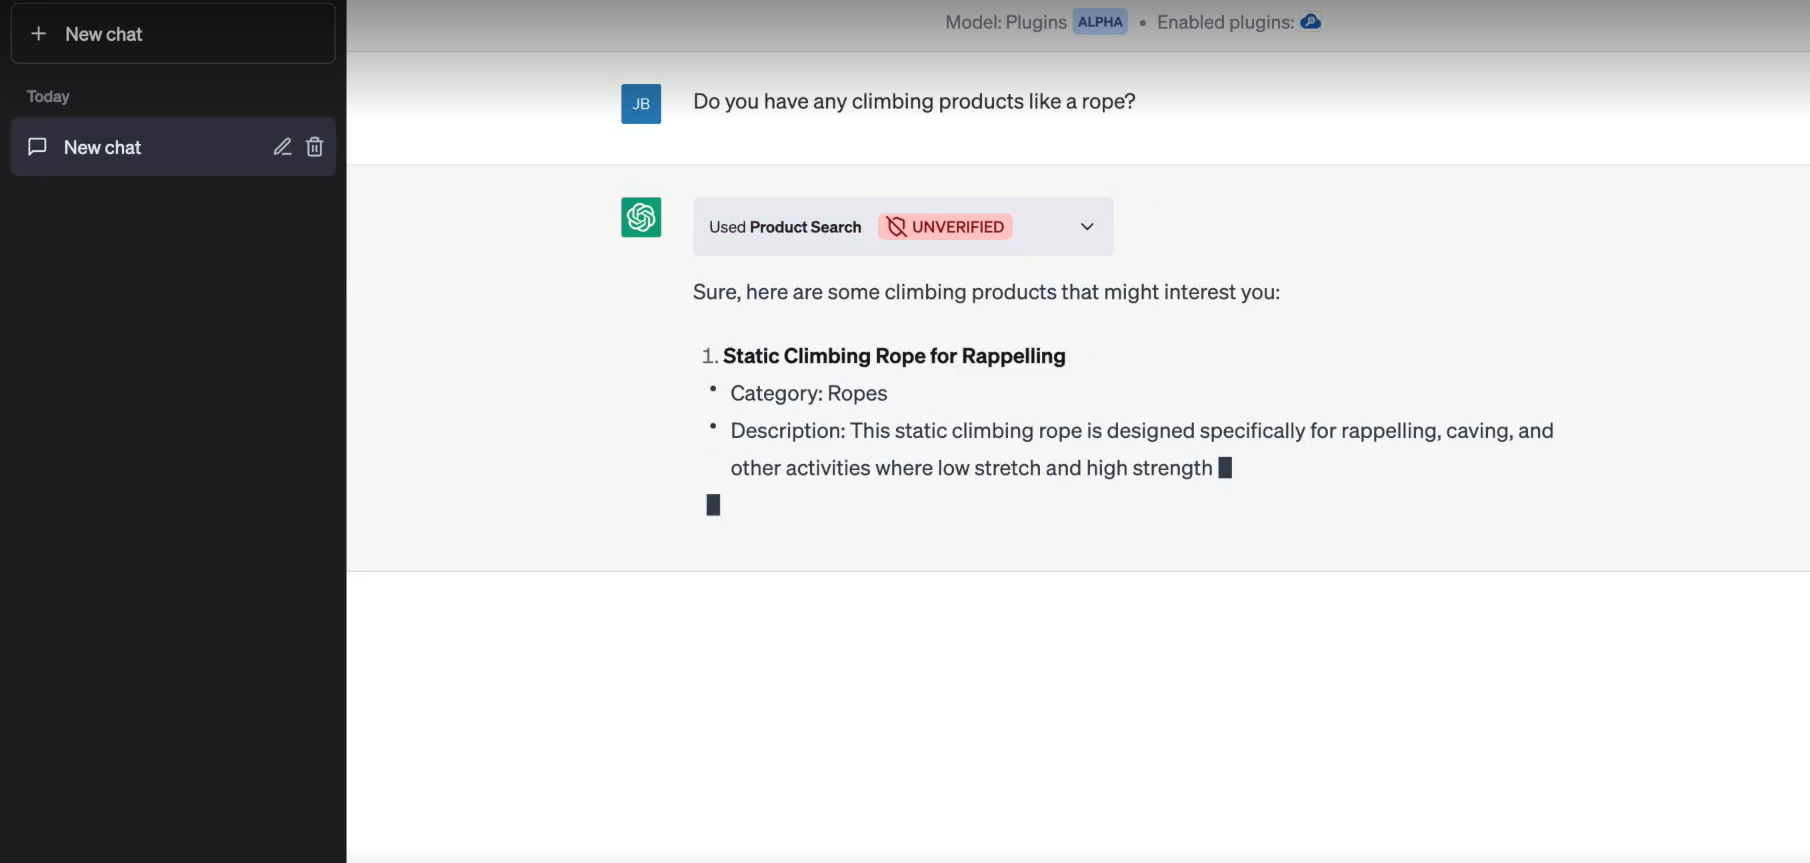 New chat
Today
New chat
Model: Plugins ALPHA • Enabled plugins:
JB
Do you have any climbing products like a rope?
Used Product Search UNVERIFIED
Sure, here are some climbing products that might interest you:
1. Static Climbing Rope for Rappelling
• Category: Ropes
• Description: This static climbing rope is designed specifically for rappelling, caving, and
other activities where low stretch and high strength